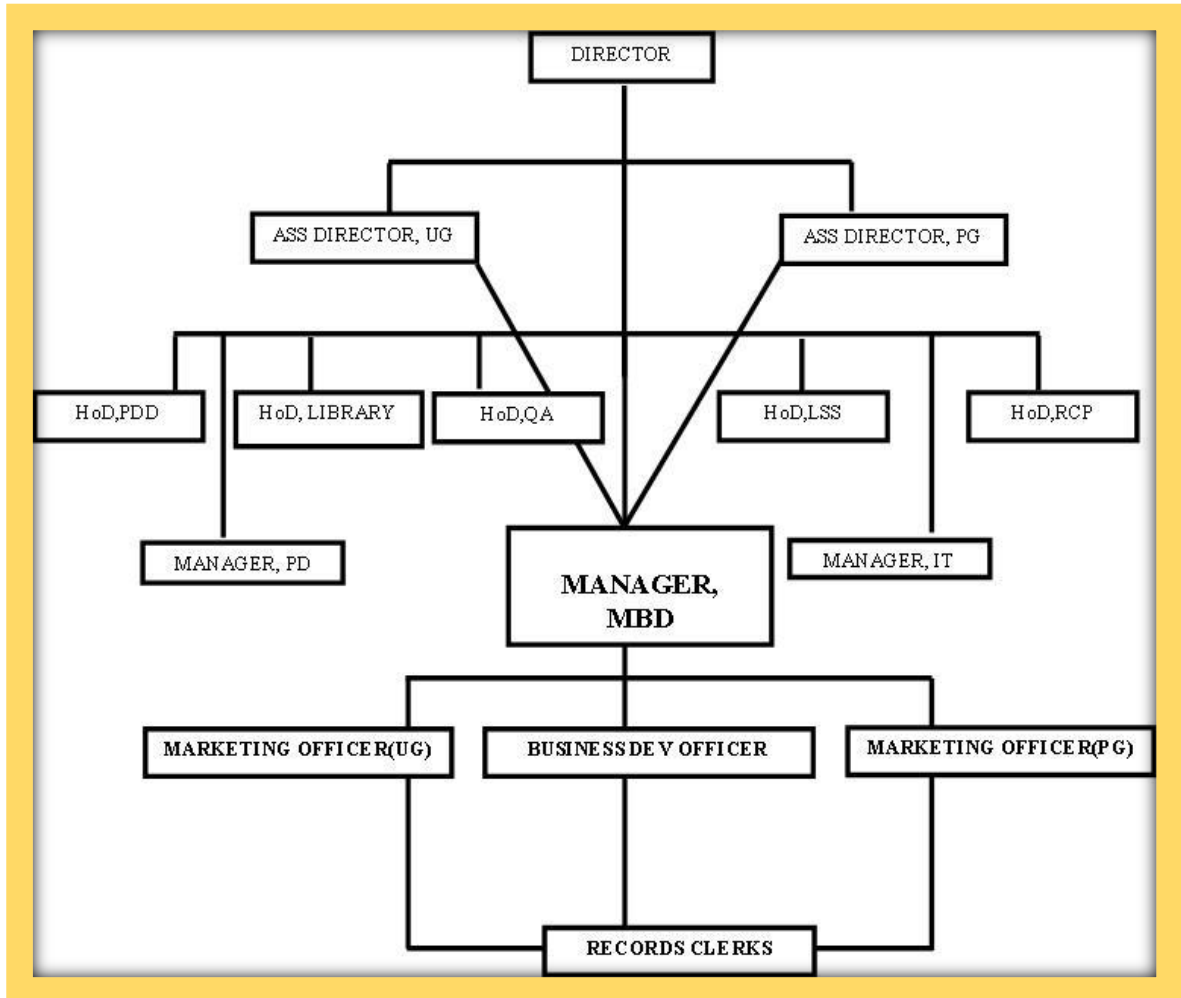 DIRECTOR
ASS DIRECTOR, UG
ASS DIRECTOR, PG
HoD,PDD
HoD, LIBRARY
HoD,QA
HoD,LSS
HoD,RCP
MANAGER, PD
MANAGER, IT
MANAGER,
MBD
MARKETING OFFICER(UG)
BUSINESS DEV OFFICER
MARKETING OFFICER(PG)
RECORDS CLERKS